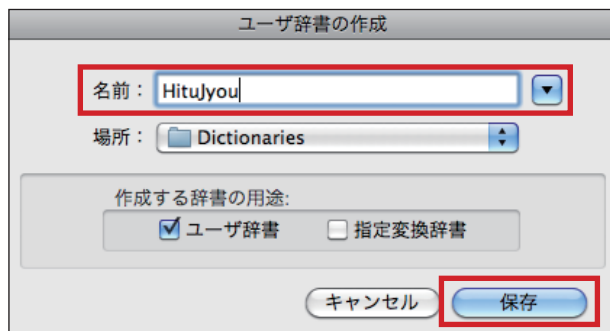 ユーザ辞書の作成
名前： HituJyou
場所： Dictionaries
作成する辞書の用途:
ユーザ辞書 指定変換辞書
キャンセル 保存